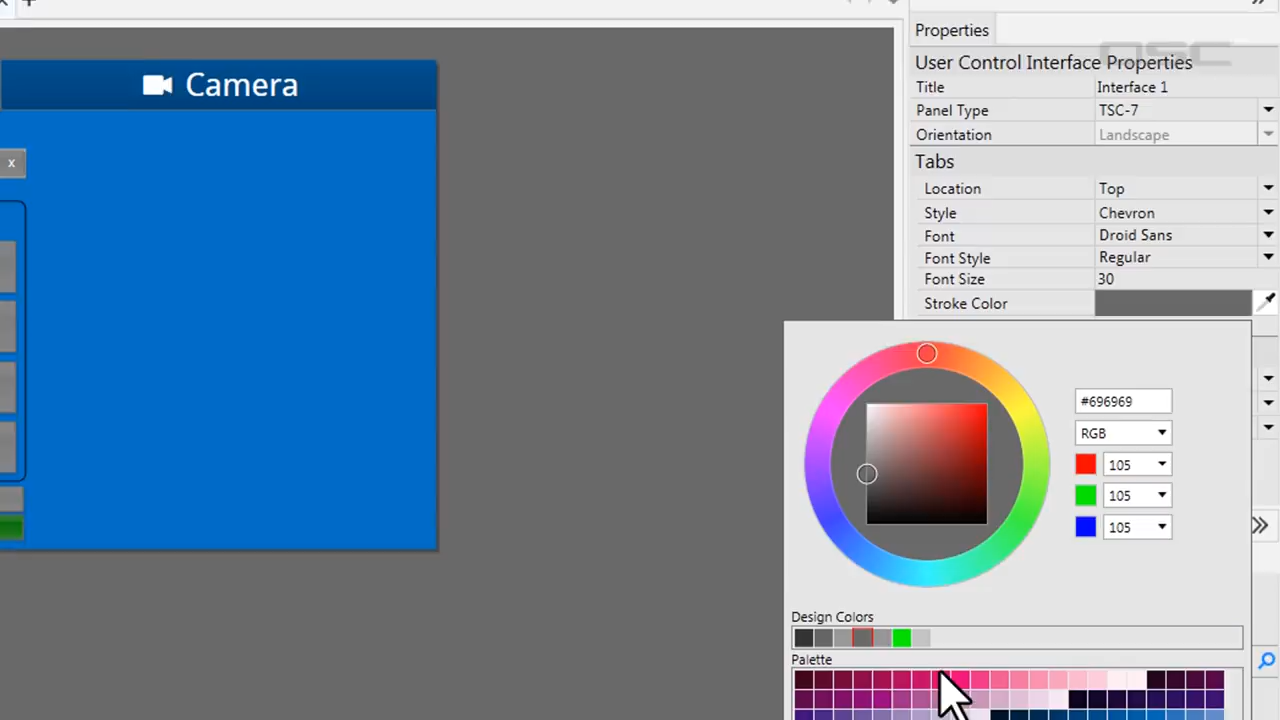 Properties
QSC
Camera
User Control Interface Properties
Title Interface 1
Panel Type TSC-7
Orientation Landscape
x
Tabs
Location Top
Style Chevron
Font Droid Sans
Font Style Regular
Font Size 30
Stroke Color
#696969
RGB
105
105
105
Design Colors
Palette